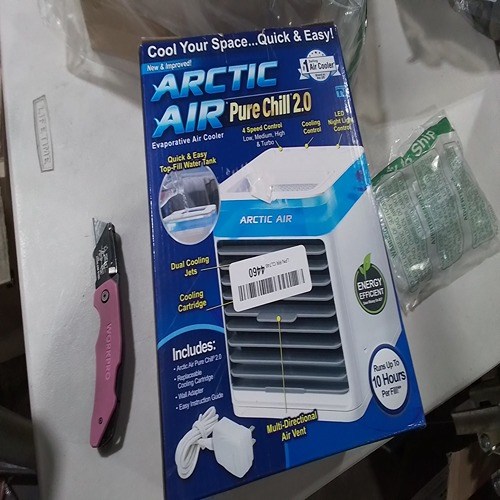 Cool Your Space...Quick & Easy!
New & Improved!
ARCTIC
AIR Pure Chill® 2.0
Evaporative Air Cooler
#1 Air Cooler
4 Speed Control
Low, Medium, High
& Turbo
Cooling
Control
LED
Night Light
Control
Quick & Easy
Top-Fill Water Tank
ARCTIC AIR
Dual Cooling
Jets
4460
Cooling
Cartridge
ENERGY
EFFICIENT
Includes:
• Arctic Air Pure Chill® 2.0
• Replaceable
Cooling Cartridge
• Wall Adapter
• Easy Instruction Guide
Runs Up To
10 Hours
Per Fill!
Multi-Directional
Air Vent
WORKPRO